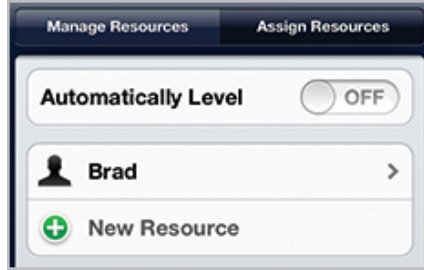 Manage Resources Assign Resources
Automatically Level OFF
Brad
New Resource